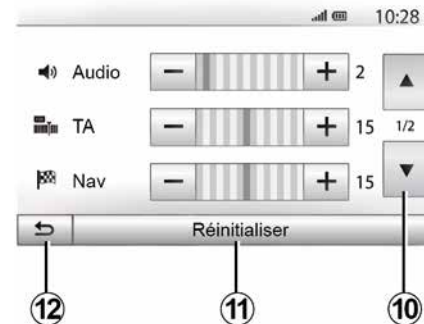 10:28
Audio − + 2
TA − + 15 1/2
Nav − + 15
Réinitialiser
12 11 10